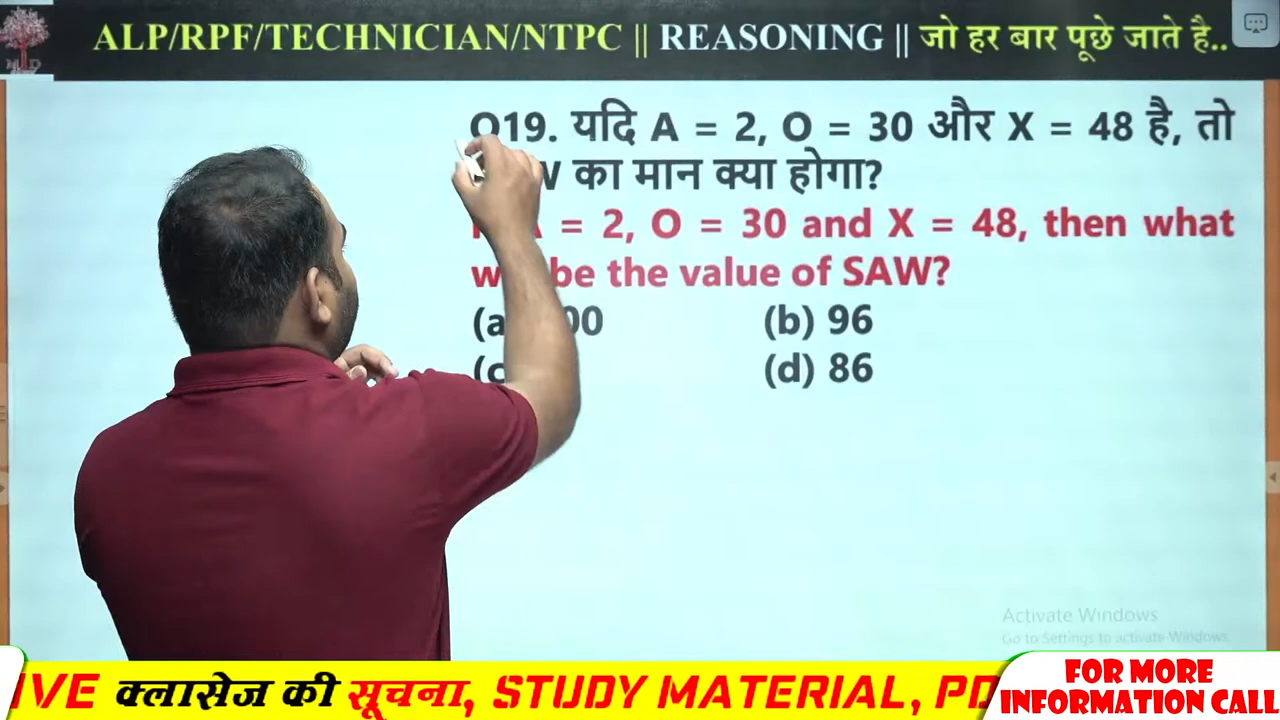 ALP/RPF/TECHNICIAN/NTPC || REASONING || जो हर बार पूछे जाते है..
Q19. यदि A = 2, O = 30 और X = 48 है, तो
का मान क्या होगा?
= 2, O = 30 and X = 48, then what
be the value of SAW?
(b) 96
(d) 86
Activate Windows
Go to Settings to activate Windows.
क्लासेज की सूचना, STUDY MATERIAL,
FOR MORE
INFORMATION CALL